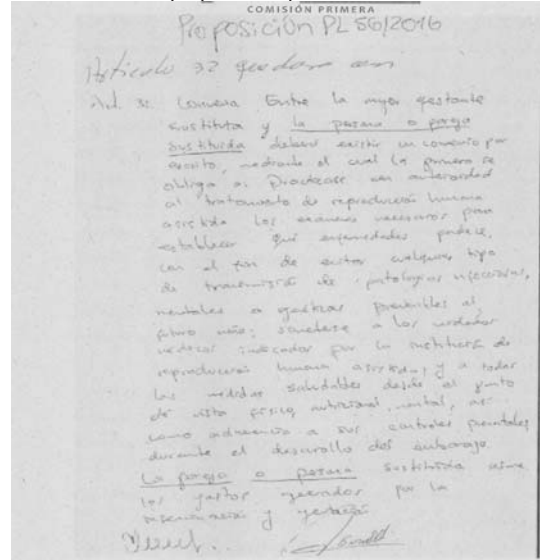 COMISIÓN PRIMERA
Proposición PL 56/2016
Articulo 32 quedara asi
Art. 32 Convenio Entre la mujer gestante
sustituta y la persona o pareja
sustituida deberá existir un convenio por
escrito, mediante el cual la primera se
obliga a: Practicarse con anterioridad
al tratamiento de reproducción humana
asistida los exámenes necesarios para
establecer qué enfermedades padece,
con el fin de evitar cualquier tipo
de transmisión de patologías infecciosas,
mentales o genéticas prevenibles al
futuro niño; someterse a los cuidados
médicos indicados por la institución de
reproducción humana asistida, y a todas
las medidas saludables desde el punto
de vista físico, nutricional, mental, así
como adherencia a sus controles prenatales
durante el desarrollo del embarazo.
La pareja o persona sustituida asume
los gastos generados por la
inseminación y gestación